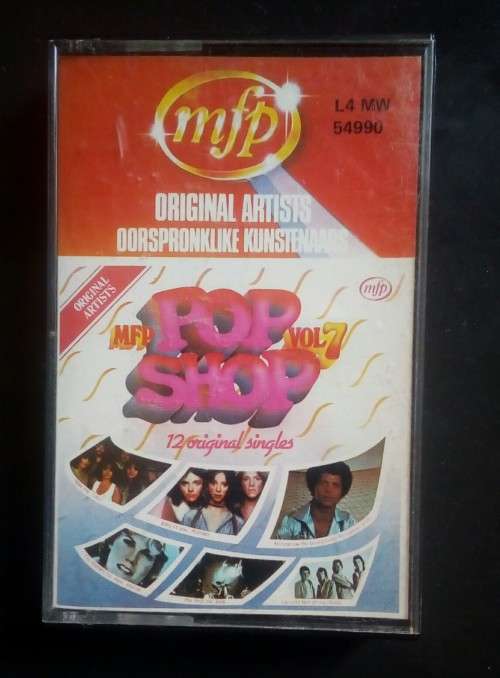 mfp
L4 MW
54990
ORIGINAL ARTISTS
OORSPRONKLIKE KUNSTENAARS
ORIGINAL
ARTISTS
mfp
MFP POP VOL 7
SHOP
12 original singles